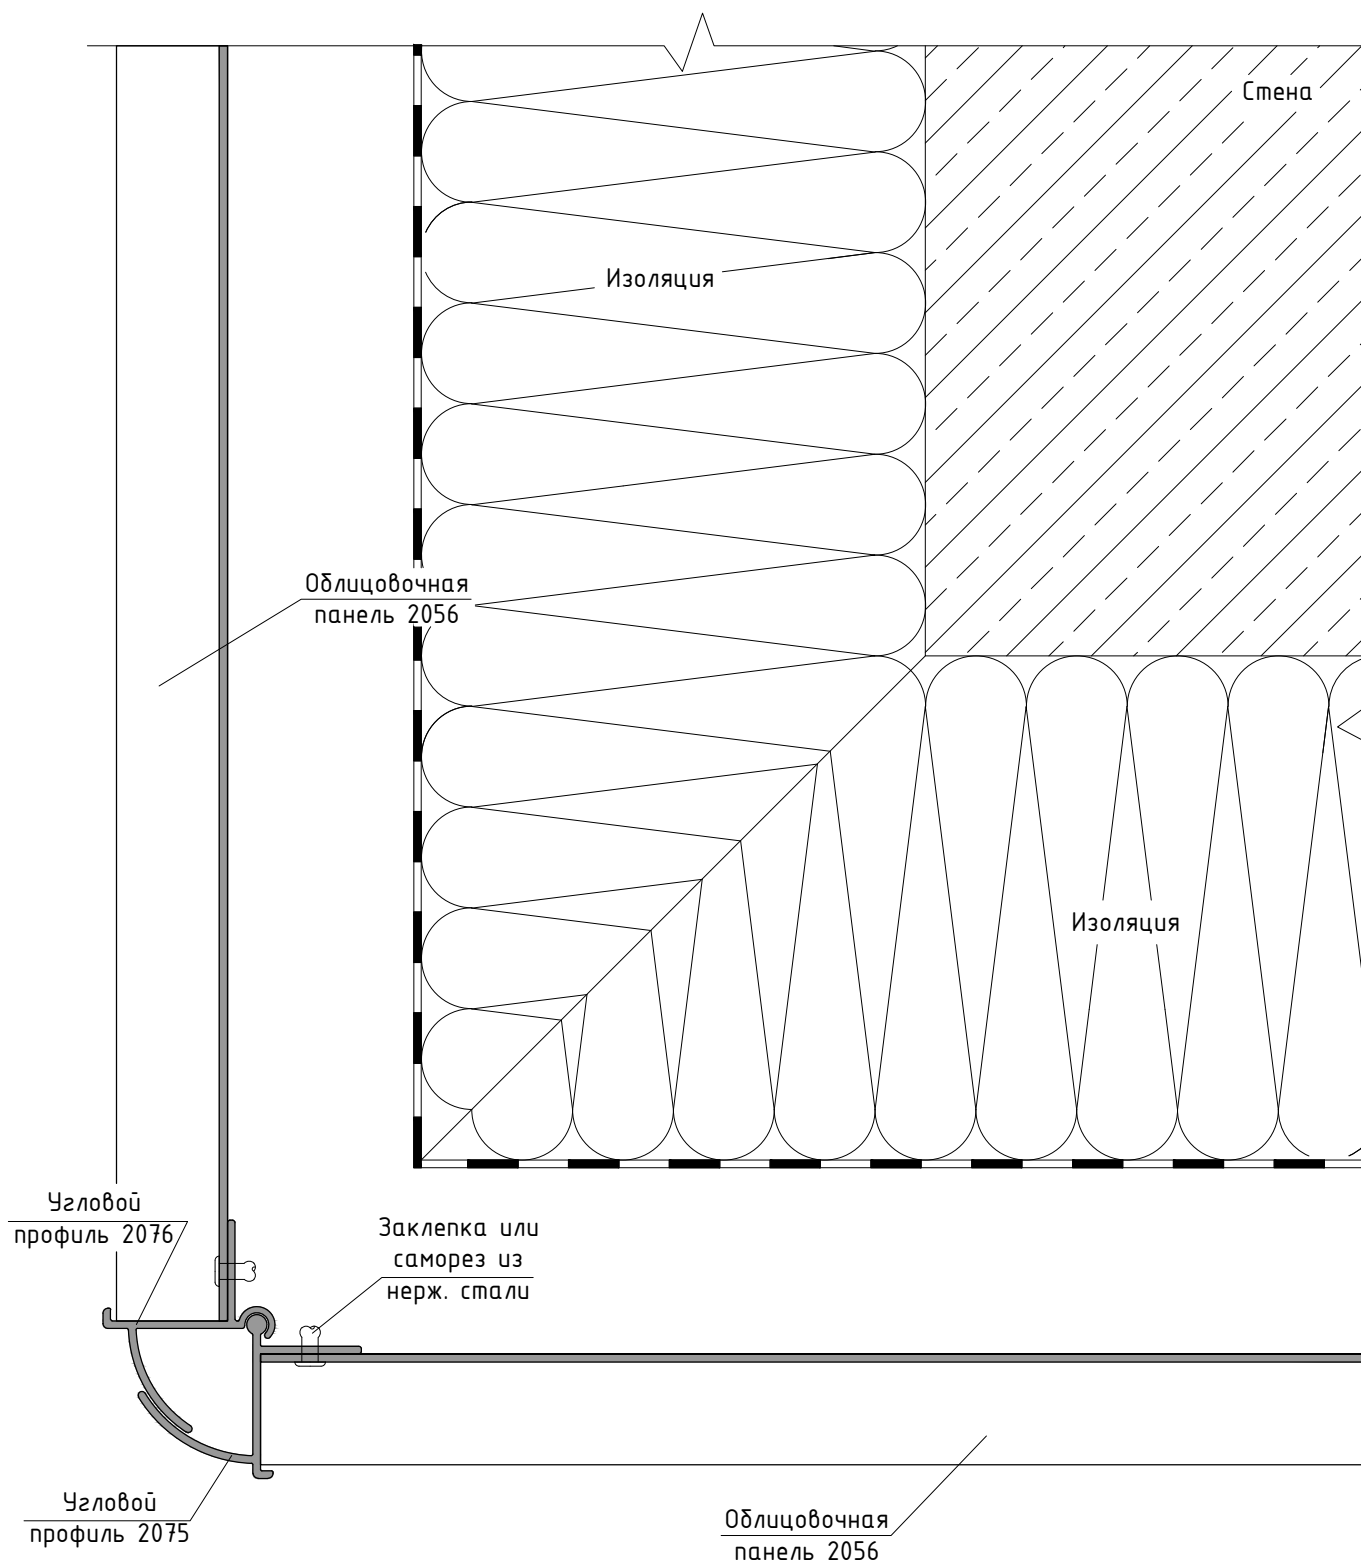 Стена
Изоляция
Облицовочная
панель 2056
Изоляция
Угловой
профиль 2076
Заклепка или
саморез из
нерж. стали
Угловой
профиль 2075
Облицовочная
панель 2056